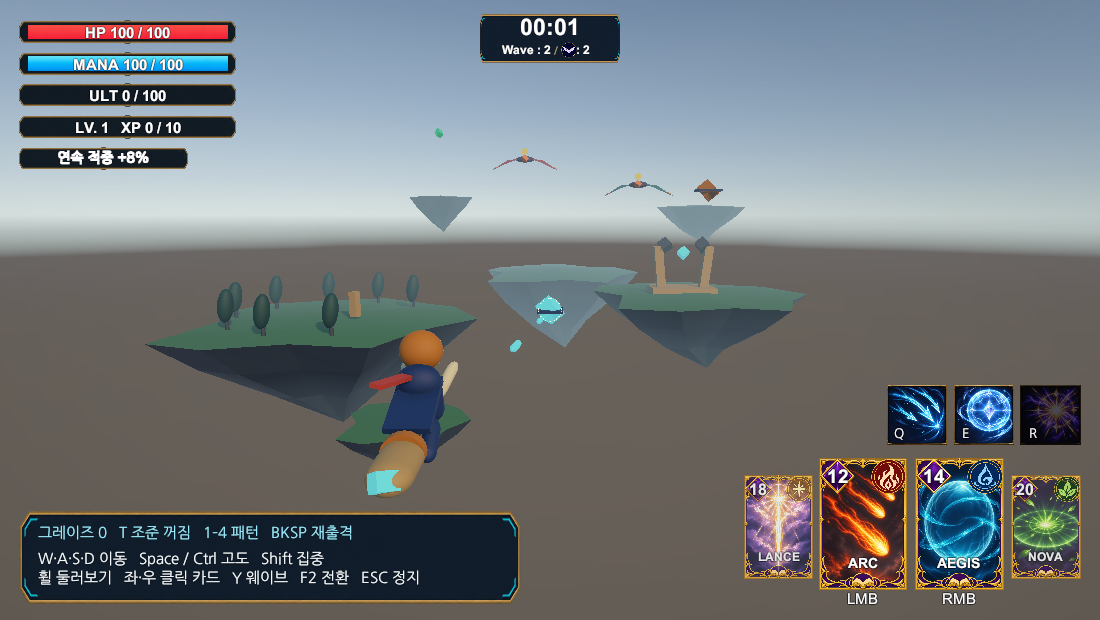 HP 100 / 100
MANA 100 / 100
ULT 0 / 100
LV. 1 XP 0 / 10
연속 적중 +8%
00:01
Wave : 2 / : 2
Q E R
18 LANCE
12 ARC
14 AEGIS
20 NOVA
LMB RMB
그레이즈 0 T 조준 꺼짐 1-4 패턴 BKSP 재출격
W·A·S·D 이동 Space / Ctrl 고도 Shift 집중
휠 둘러보기 좌·우 클릭 카드 Y 웨이브 F2 전환 ESC 정지